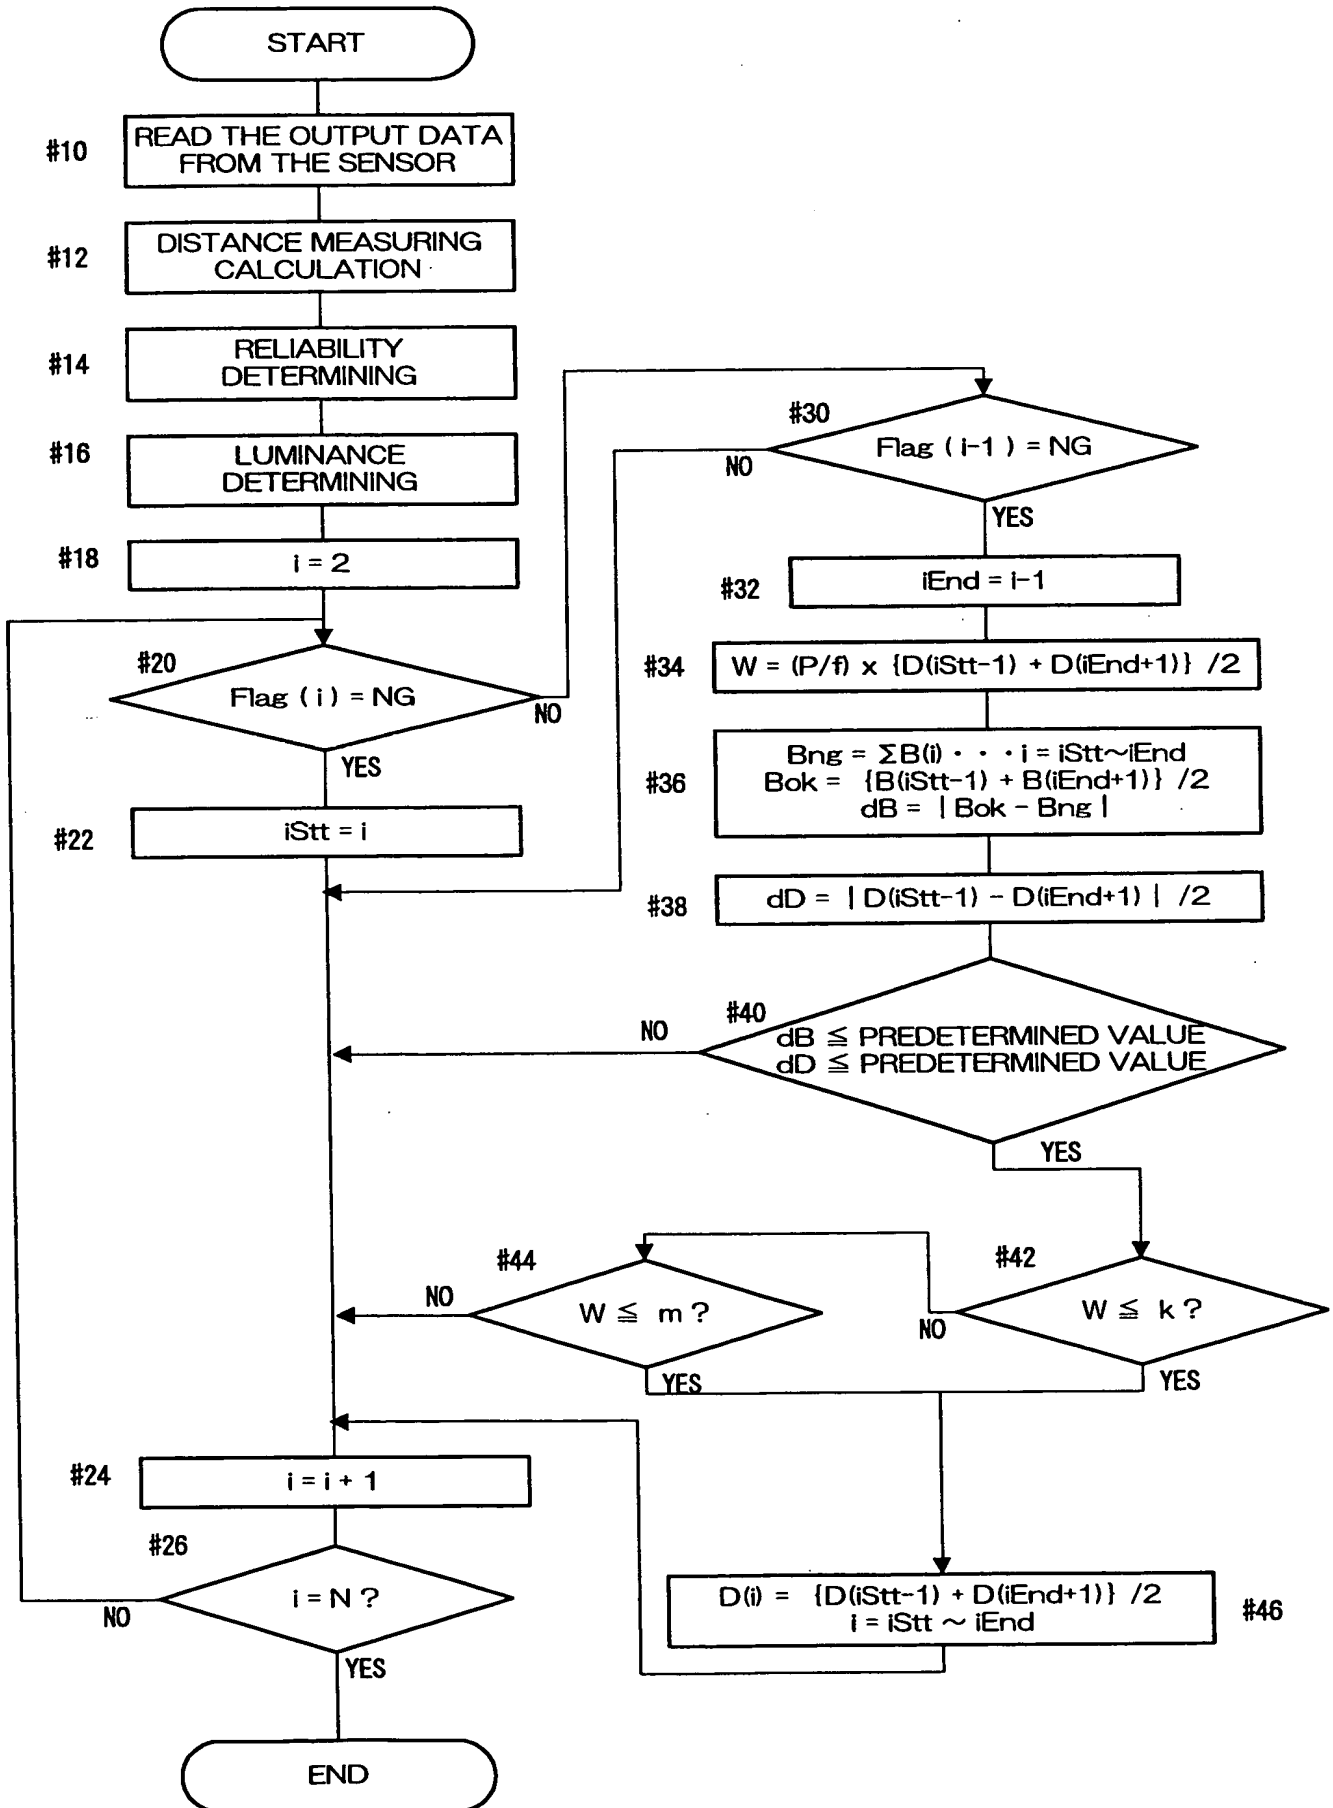 START
#10
READ THE OUTPUT DATA
FROM THE SENSOR
#12
DISTANCE MEASURING
CALCULATION
#14
RELIABILITY
DETERMINING
#16
LUMINANCE
DETERMINING
#18
i = 2
#20
Flag ( i ) = NG
NO
YES
#22
iStt = i
#30
Flag ( i-1 ) = NG
NO
YES
#32
iEnd = i-1
#34
W = (P/f) x {D(iStt-1) + D(iEnd+1)} /2
#36
Bng = ΣB(i) · · · i = iStt~iEnd
Bok = {B(iStt-1) + B(iEnd+1)} /2
dB = | Bok - Bng |
#38
dD = | D(iStt-1) - D(iEnd+1) | /2
#40
dB ≦ PREDETERMINED VALUE
dD ≦ PREDETERMINED VALUE
NO
YES
#42
W ≦ k ?
NO
YES
#44
W ≦ m ?
NO
YES
#46
D(i) = {D(iStt-1) + D(iEnd+1)} /2
i = iStt ~ iEnd
#24
i = i + 1
#26
i = N ?
NO
YES
END